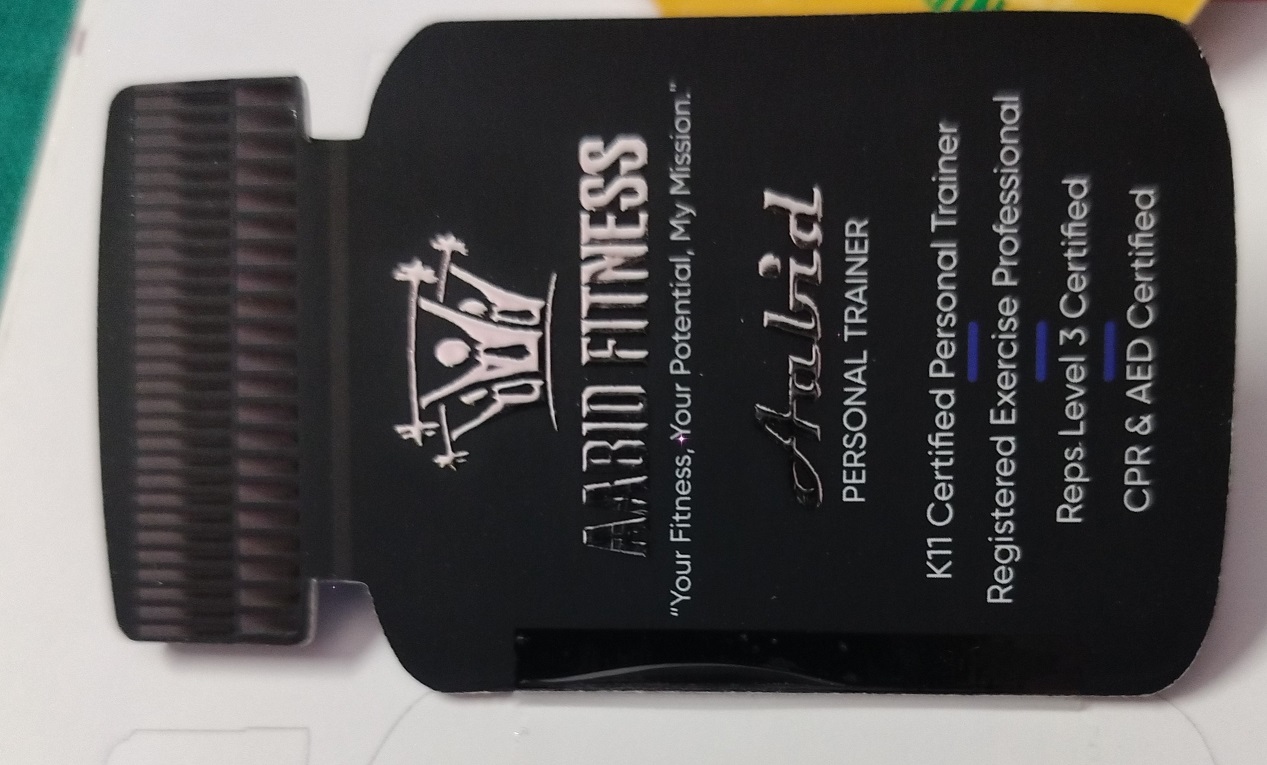 AABID FITNESS
"Your Fitness, Your Potential, My Mission."
Aabid
PERSONAL TRAINER
K11 Certified Personal Trainer
Registered Exercise Professional
Reps Level 3 Certified
CPR & AED Certified